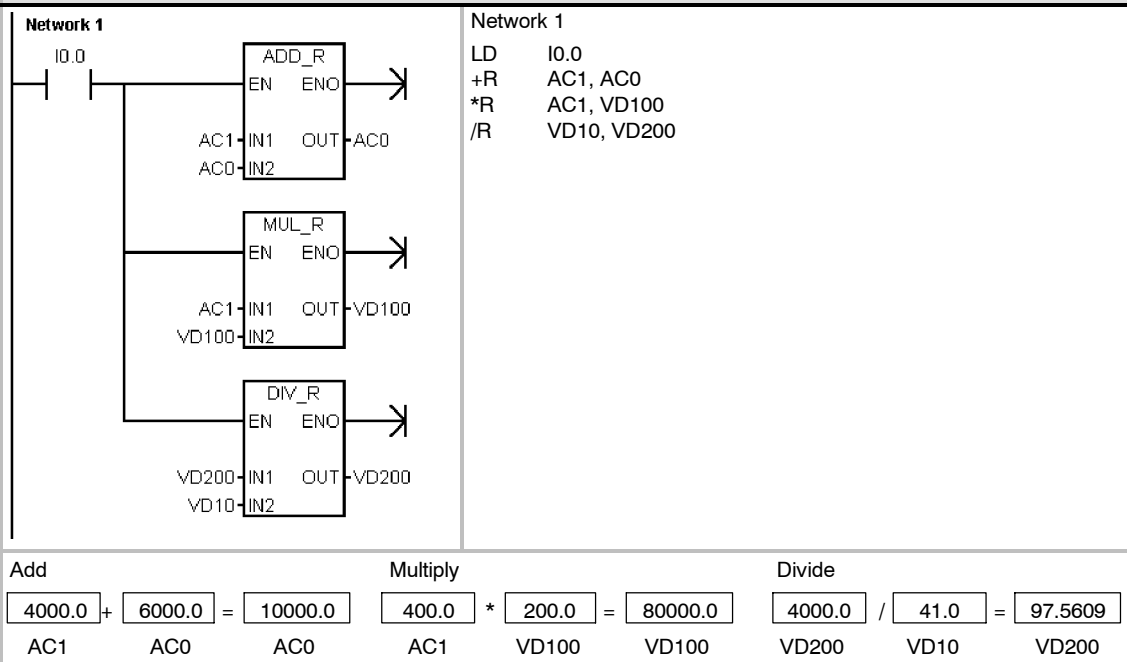 Network 1
I0.0
ADD_R
EN ENO
AC1 IN1 OUT AC0
AC0 IN2
MUL_R
EN ENO
AC1 IN1 OUT VD100
VD100 IN2
DIV_R
EN ENO
VD200 IN1 OUT VD200
VD10 IN2
Network 1
LD I0.0
+R AC1, AC0
*R AC1, VD100
/R VD10, VD200
Add
4000.0 + 6000.0 = 10000.0
AC1 AC0 AC0
Multiply
400.0 * 200.0 = 80000.0
AC1 VD100 VD100
Divide
4000.0 / 41.0 = 97.5609
VD200 VD10 VD200